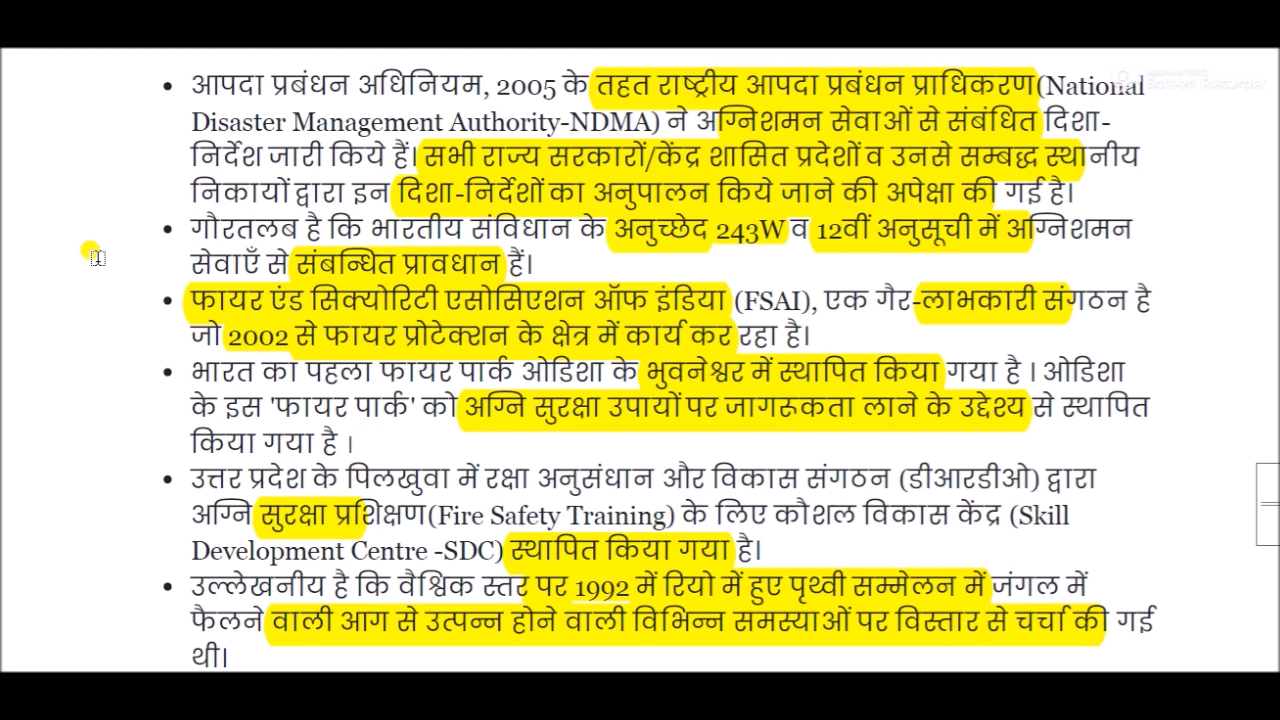 • आपदा प्रबंधन अधिनियम, 2005 के तहत राष्ट्रीय आपदा प्रबंधन प्राधिकरण(National
Disaster Management Authority-NDMA) ने अग्निशमन सेवाओं से संबंधित दिशा-
निर्देश जारी किये हैं। सभी राज्य सरकारों/केंद्र शासित प्रदेशों व उनसे सम्बद्ध स्थानीय
निकायों द्वारा इन दिशा-निर्देशों का अनुपालन किये जाने की अपेक्षा की गई है।
• गौरतलब है कि भारतीय संविधान के अनुच्छेद 243W व 12वीं अनुसूची में अग्निशमन
सेवाएँ से संबन्धित प्रावधान हैं।
• फायर एंड सिक्योरिटी एसोसिएशन ऑफ इंडिया (FSAI), एक गैर-लाभकारी संगठन है
जो 2002 से फायर प्रोटेक्शन के क्षेत्र में कार्य कर रहा है।
• भारत का पहला फायर पार्क ओडिशा के भुवनेश्वर में स्थापित किया गया है । ओडिशा
के इस 'फायर पार्क' को अग्नि सुरक्षा उपायों पर जागरूकता लाने के उद्देश्य से स्थापित
किया गया है ।
• उत्तर प्रदेश के पिलखुवा में रक्षा अनुसंधान और विकास संगठन (डीआरडीओ) द्वारा
अग्नि सुरक्षा प्रशिक्षण(Fire Safety Training) के लिए कौशल विकास केंद्र (Skill
Development Centre -SDC) स्थापित किया गया है।
• उल्लेखनीय है कि वैश्विक स्तर पर 1992 में रियो में हुए पृथ्वी सम्मेलन में जंगल में
फैलने वाली आग से उत्पन्न होने वाली विभिन्न समस्याओं पर विस्तार से चर्चा की गई
थी।
Screen Recorder